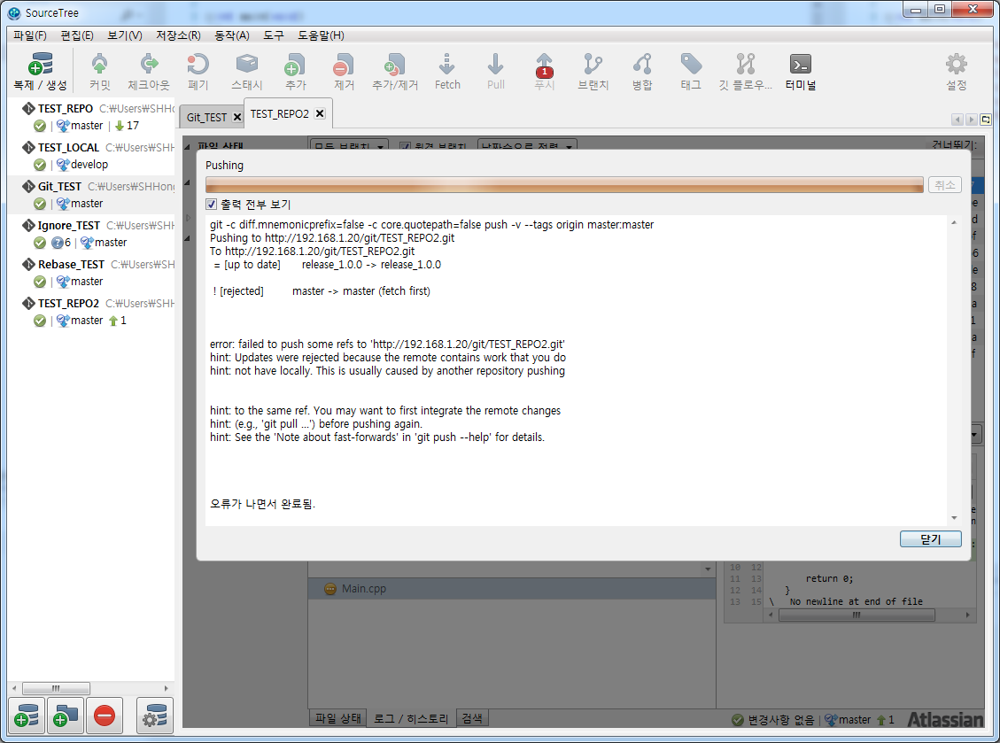 SourceTree
파일(F) 편집(E) 보기(V) 저장소(R) 동작(A) 도구 도움말(H)
복제 / 생성 커밋 체크아웃 폐기 스태시 추가 제거 추가/제거 Fetch Pull 1 푸시 브랜치 병합 태그 깃 플로우... 터미널 설정
TEST_REPO C:₩Users₩SHHo
master 17
TEST_LOCAL C:₩Users₩SHH
develop
Git_TEST C:₩Users₩SHHong
master
Ignore_TEST C:₩Users₩SHH
6 master
Rebase_TEST C:₩Users₩SH
master
TEST_REPO2 C:₩Users₩SHH
master 1
Git_TEST TEST_REPO2
파일 상태 모든 브랜치 원격 브랜치 날짜순으로 정렬 건너뛰기:
Pushing
취소
출력 전부 보기
git -c diff.mnemonicprefix=false -c core.quotepath=false push -v --tags origin master:master
Pushing to http://192.168.1.20/git/TEST_REPO2.git
To http://192.168.1.20/git/TEST_REPO2.git
= [up to date] release_1.0.0 -> release_1.0.0
! [rejected] master -> master (fetch first)
error: failed to push some refs to 'http://192.168.1.20/git/TEST_REPO2.git'
hint: Updates were rejected because the remote contains work that you do
hint: not have locally. This is usually caused by another repository pushing
hint: to the same ref. You may want to first integrate the remote changes
hint: (e.g., 'git pull ...') before pushing again.
hint: See the 'Note about fast-forwards' in 'git push --help' for details.
오류가 나면서 완료됨.
닫기
Main.cpp
10 12
11 13 return 0;
12 14 }
13 15 \ No newline at end of file
파일 상태 로그 / 히스토리 검색
변경사항 없음 master 1 Atlassian